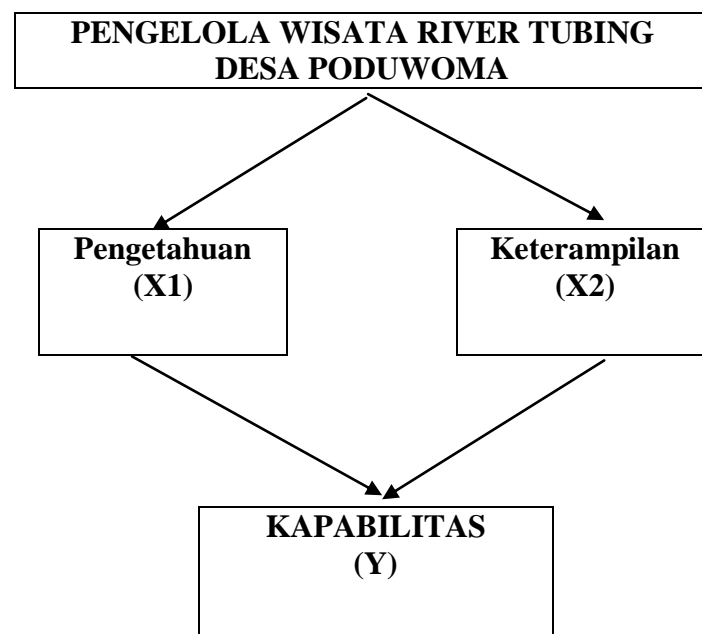 PENGELOLA WISATA RIVER TUBING
DESA PODUWOMA
Pengetahuan
(X1)
Keterampilan
(X2)
KAPABILITAS
(Y)